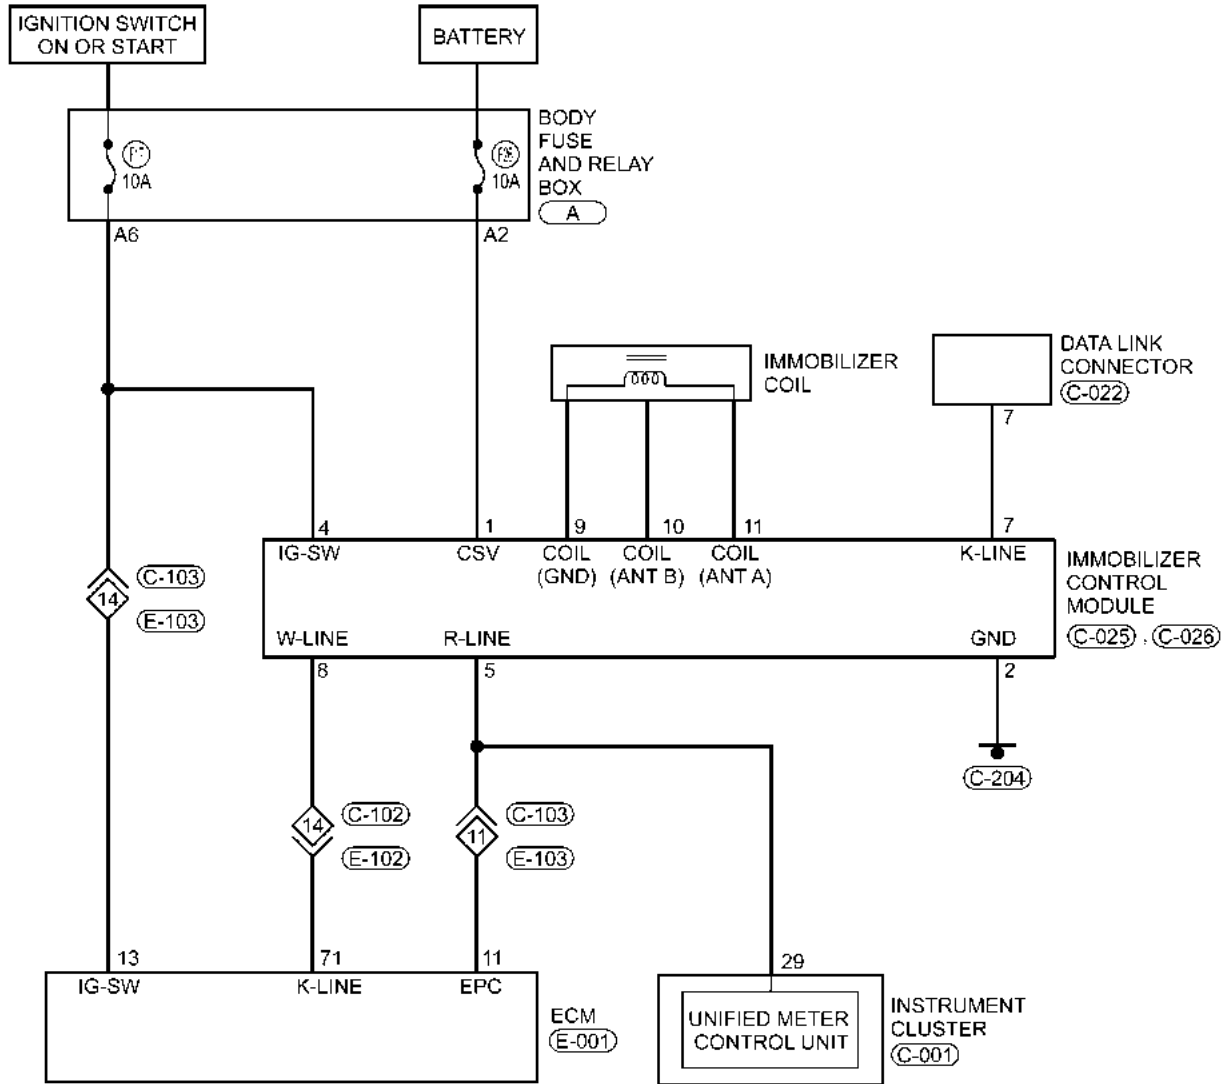 IGNITION SWITCH
ON OR START
BATTERY
BODY
FUSE
AND RELAY
BOX
A
10A
10A
A6
A2
IMMOBILIZER
COIL
DATA LINK
CONNECTOR
C-022
7
4
1
9
10
11
7
IG-SW
CSV
COIL
(GND)
COIL
(ANT B)
COIL
(ANT A)
K-LINE
IMMOBILIZER
CONTROL
MODULE
C-025 , C-026
C-103
14
E-103
W-LINE
R-LINE
GND
8
5
2
C-204
C-102
14
E-102
C-103
11
E-103
13
71
11
29
IG-SW
K-LINE
EPC
ECM
E-001
UNIFIED METER
CONTROL UNIT
INSTRUMENT
CLUSTER
C-001